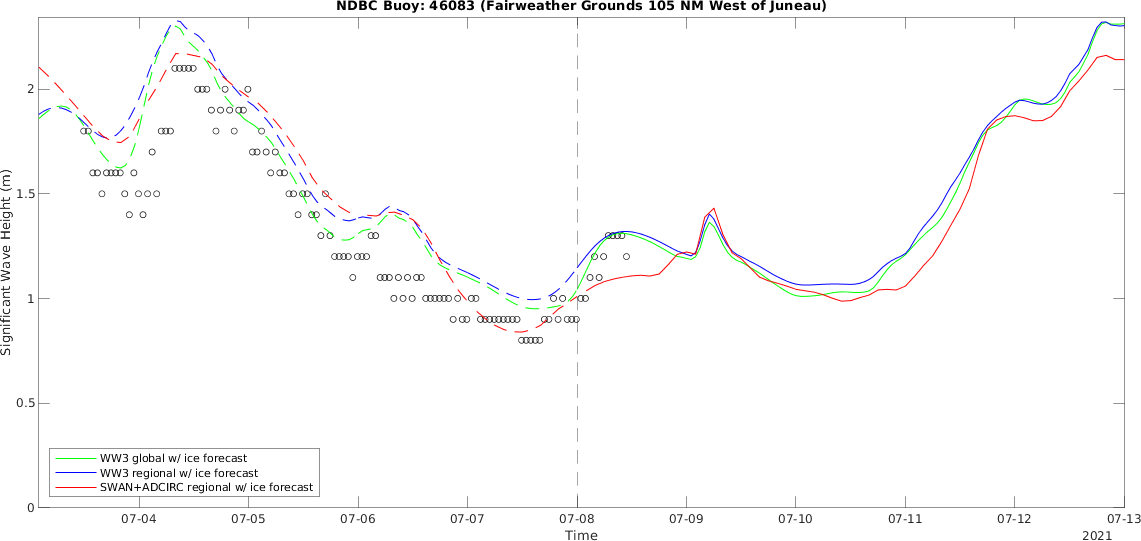 NDBC Buoy: 46083 (Fairweather Grounds 105 NM West of Juneau)
Significant Wave Height (m)
2
1.5
1
0.5
0
WW3 global w/ ice forecast
WW3 regional w/ ice forecast
SWAN+ADCIRC regional w/ ice forecast
07-04 07-05 07-06 07-07 07-08 07-09 07-10 07-11 07-12 07-13
Time
2021